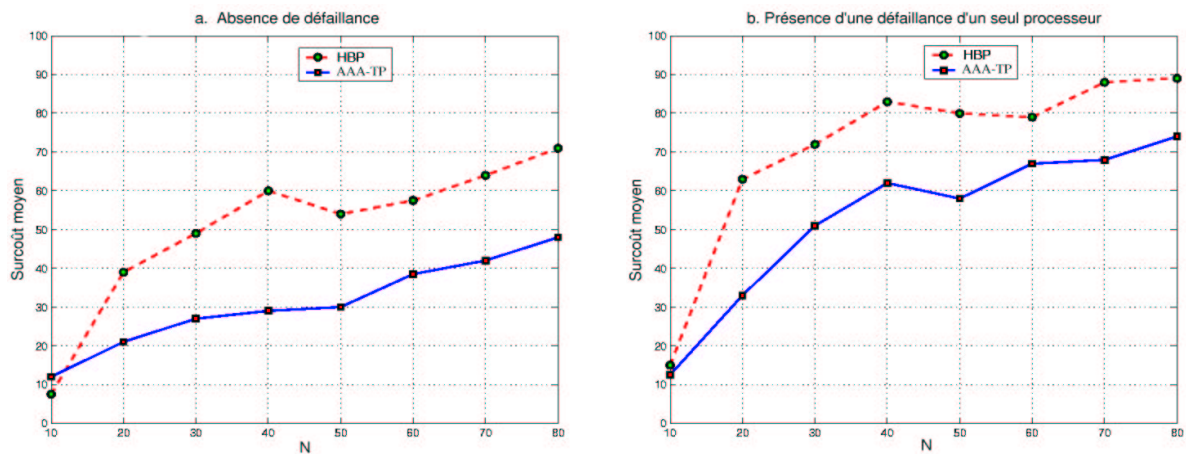 a. Absence de défaillance
100
90
80
70
60
50
40
30
20
10
0
10 20 30 40 50 60 70 80
N
Surcoût moyen
HBP
AAA-TP
b. Présence d'une défaillance d'un seul processeur
100
90
80
70
60
50
40
30
20
10
0
10 20 30 40 50 60 70 80
N
Surcoût moyen
HBP
AAA-TP